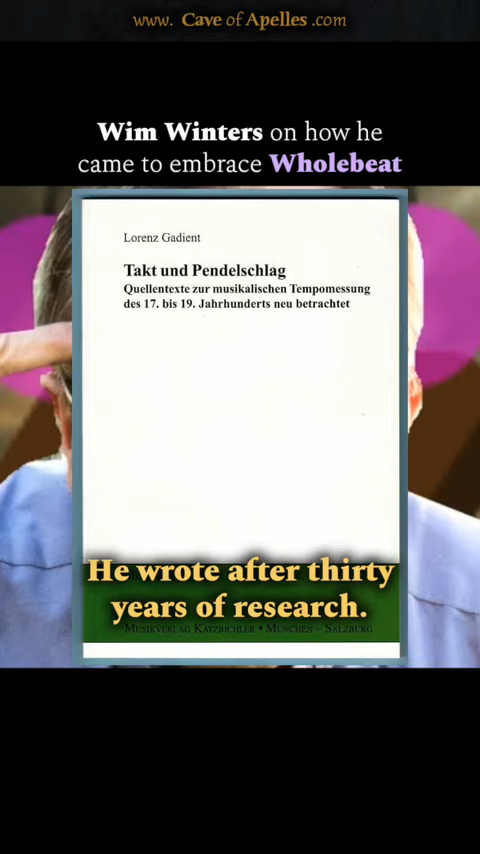 www. Cave of Apelles .com
Wim Winters on how he
came to embrace Wholebeat
Lorenz Gadient
Takt und Pendelschlag
Quellentexte zur musikalischen Tempomessung
des 17. bis 19. Jahrhunderts neu betrachtet
He wrote after thirty
years of research.
Musikverlag Katzbichler • München – Salzburg